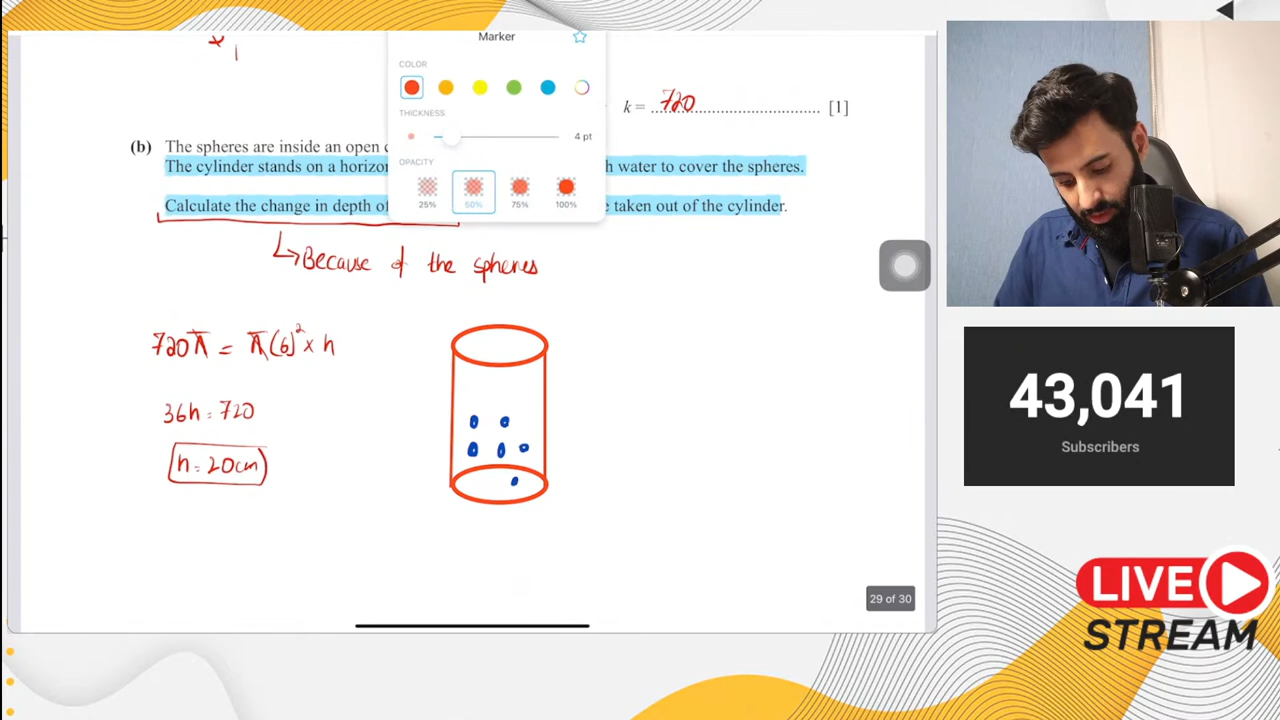 Marker
COLOR
THICKNESS
4 pt
OPACITY
25% 50% 75% 100%
k = 720 [1]
(b) The spheres are inside an open
The cylinder stands on a horizon h water to cover the spheres.
Calculate the change in depth of taken out of the cylinder.
Because of the spheres
720π = π(6)² × h
36h = 720
h = 20cm
29 of 30
43,041
Subscribers
LIVE
STREAM